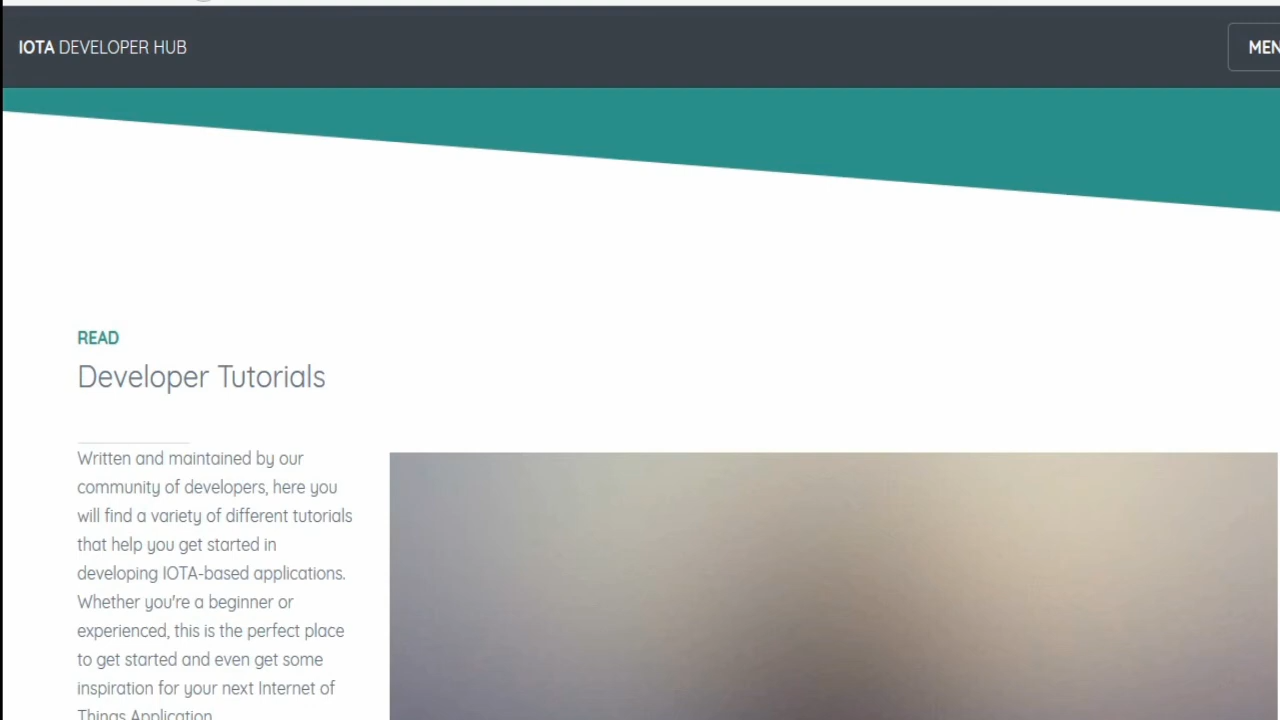 IOTA DEVELOPER HUB
MEN
READ
Developer Tutorials
Written and maintained by our
community of developers, here you
will find a variety of different tutorials
that help you get started in
developing IOTA-based applications.
Whether you're a beginner or
experienced, this is the perfect place
to get started and even get some
inspiration for your next Internet of
Things Application